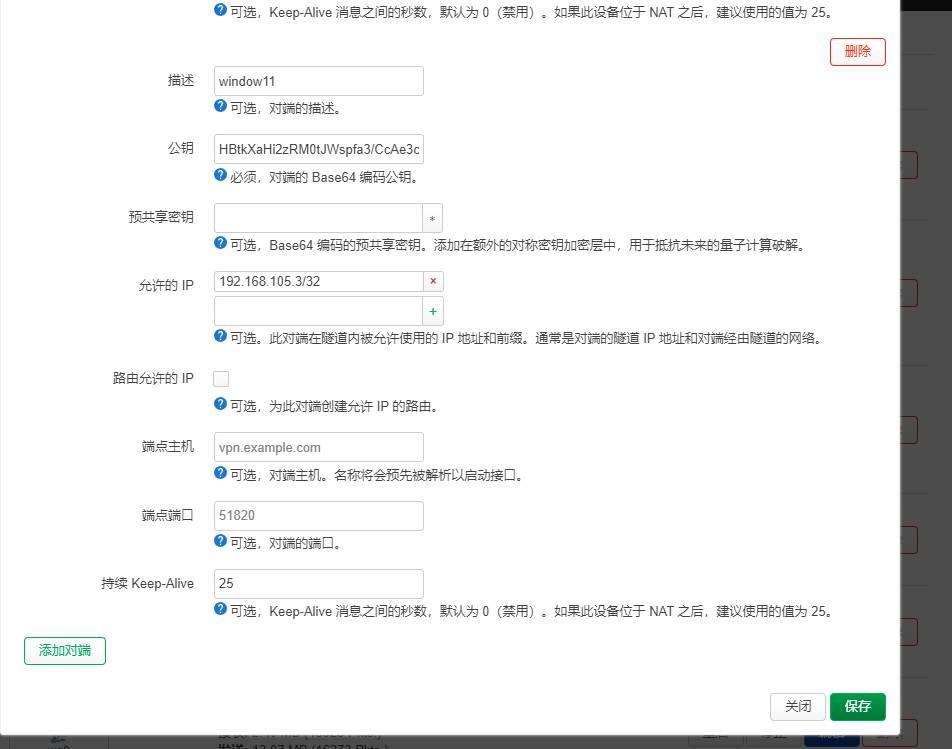 可选，Keep-Alive 消息之间的秒数，默认为 0（禁用）。如果此设备位于 NAT 之后，建议使用的值为 25。
删除
描述
window11
可选，对端的描述。
公钥
HBtkXaHi2zRM0tJWspfa3/CcAe3c
必须，对端的 Base64 编码公钥。
预共享密钥
*
可选，Base64 编码的预共享密钥。添加在额外的对称密钥加密层中，用于抵抗未来的量子计算破解。
允许的 IP
192.168.105.3/32
×
+
可选。此对端在隧道内被允许使用的 IP 地址和前缀。通常是对端的隧道 IP 地址和对端经由隧道的网络。
路由允许的 IP
可选，为此对端创建允许 IP 的路由。
端点主机
vpn.example.com
可选，对端主机。名称将会预先被解析以启动接口。
端点端口
51820
可选，对端的端口。
持续 Keep-Alive
25
可选，Keep-Alive 消息之间的秒数，默认为 0（禁用）。如果此设备位于 NAT 之后，建议使用的值为 25。
添加对端
关闭
保存